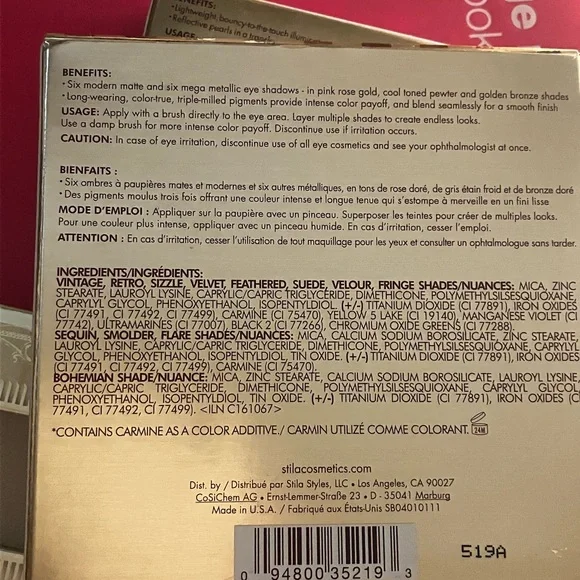 BENEFITS:
• Lightweight, bouncy-to-the-touch
• Reflective pearls in a
USAGE:
BENEFITS:
• Six modern matte and six mega metallic eye shadows - in pink rose gold, cool toned pewter and golden bronze shades
• Long-wearing, color-true, triple-milled pigments provide intense color payoff, and blend seamlessly for a smooth finish
USAGE: Apply with a brush directly to the eye area. Layer multiple shades to create endless looks.
Use a damp brush for more intense color payoff. Discontinue use if irritation occurs.
CAUTION: In case of eye irritation, discontinue use of all eye cosmetics and see your ophthalmologist at once.
BIENFAITS :
• Six ombres à paupières mates et modernes et six autres métalliques, en tons de rose doré, de gris étain froid et de bronze doré
• Des pigments moulus trois fois offrant une couleur intense et longue tenue qui s'estompe à merveille en un fini lisse
MODE D'EMPLOI : Appliquer sur la paupière avec un pinceau. Superposer les teintes pour créer de multiples looks.
Pour une couleur plus intense, appliquer avec un pinceau humide. En cas d'irritation, cesser l'emploi.
ATTENTION : En cas d'irritation, cesser l'utilisation de tout maquillage pour les yeux et consulter un ophtalmologue sans tarder.
INGREDIENTS/INGRÉDIENTS:
VINTAGE, RETRO, SIZZLE, VELVET, FEATHERED, SUEDE, VELOUR, FRINGE SHADES/NUANCES: MICA, ZINC
STEARATE, LAUROYL LYSINE, CAPRYLIC/CAPRIC TRIGLYCERIDE, DIMETHICONE, POLYMETHYLSILSESQUIOXANE,
CAPRYLYL GLYCOL, PHENOXYETHANOL, ISOPENTYLDIOL. (+/-) TITANIUM DIOXIDE (CI 77891), IRON OXIDES
(CI 77491, CI 77492, CI 77499), CARMINE (CI 75470), YELLOW 5 LAKE (CI 19140), MANGANESE VIOLET (CI
77742), ULTRAMARINES (CI 77007), BLACK 2 (CI 77266), CHROMIUM OXIDE GREENS (CI 77288).
SEQUIN, SMOLDER, FLARE SHADES/NUANCES: MICA, CALCIUM SODIUM BOROSILICATE, ZINC STEARATE,
LAUROYL LYSINE, CAPRYLIC/CAPRIC TRIGLYCERIDE, DIMETHICONE, POLYMETHYLSILSESQUIOXANE, CAPRYLYL
GLYCOL, PHENOXYETHANOL, ISOPENTYLDIOL, TIN OXIDE. (+/-) TITANIUM DIOXIDE (CI 77891), IRON OXIDES
(CI 77491, CI 77492, CI 77499), CARMINE (CI 75470).
BOHEMIAN SHADE/NUANCE: MICA, ZINC STEARATE, CALCIUM SODIUM BOROSILICATE, LAUROYL LYSINE,
CAPRYLIC/CAPRIC TRIGLYCERIDE, DIMETHICONE, POLYMETHYLSILSESQUIOXANE, CAPRYLYL GLYCOL,
PHENOXYETHANOL, ISOPENTYLDIOL, TIN OXIDE. (+/-) TITANIUM DIOXIDE (CI 77891), IRON OXIDES (CI
77491, CI 77492, CI 77499). <ILN C161067>
*CONTAINS CARMINE AS A COLOR ADDITIVE./ CARMIN UTILIZÉ COMME COLORANT. 24M
stilacosmetics.com
Dist. by / Distribué par Stila Styles, LLC • Los Angeles, CA 90027
CoSiChem AG • Ernst-Lemmer-Straße 23 • D - 35041 Marburg
Made in U.S.A. / Fabriqué aux États-Unis SB04010111
519A
0 94800 35219 3